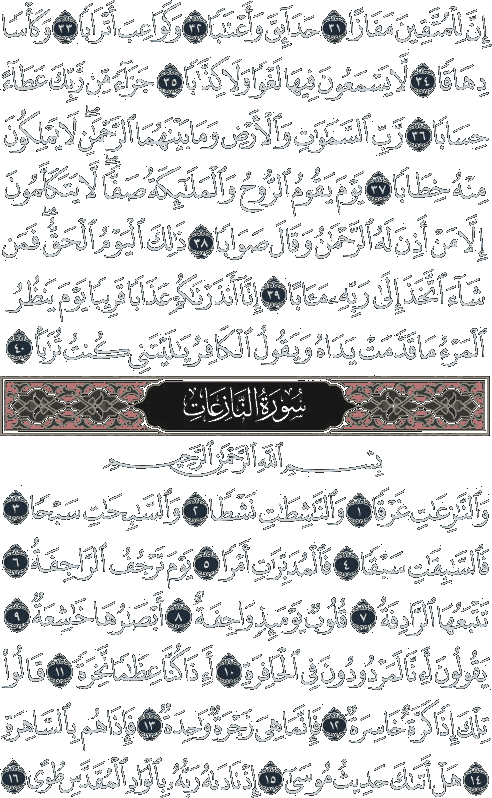 إِنَّ لِلْمُتَّقِينَ مَفَازًا ٣١ حَدَآئِقَ وَأَعْنَٰبًا ٣٢ وَكَوَاعِبَ أَتْرَابًا ٣٣ وَكَأْسًا
دِهَاقًا ٣٤ لَّا يَسْمَعُونَ فِيهَا لَغْوًا وَلَا كِذَّٰبًا ٣٥ جَزَآءً مِّن رَّبِّكَ عَطَآءً
حِسَابًا ٣٦ رَّبِّ ٱلسَّمَٰوَٰتِ وَٱلْأَرْضِ وَمَا بَيْنَهُمَا ٱلرَّحْمَٰنِ ۖ لَا يَمْلِكُونَ
مِنْهُ خِطَابًا ٣٧ يَوْمَ يَقُومُ ٱلرُّوحُ وَٱلْمَلَٰٓئِكَةُ صَفًّا ۖ لَّا يَتَكَلَّمُونَ
إِلَّا مَنْ أَذِنَ لَهُ ٱلرَّحْمَٰنُ وَقَالَ صَوَابًا ٣٨ ذَٰلِكَ ٱلْيَوْمُ ٱلْحَقُّ ۖ فَمَن
شَآءَ ٱتَّخَذَ إِلَىٰ رَبِّهِۦ مَـَٔابًا ٣٩ إِنَّآ أَنذَرْنَٰكُمْ عَذَابًا قَرِيبًا يَوْمَ يَنظُرُ
ٱلْمَرْءُ مَا قَدَّمَتْ يَدَاهُ وَيَقُولُ ٱلْكَافِرُ يَٰلَيْتَنِى كُنتُ تُرَٰبًۢا ٤٠
سُورَةُ النَّازِعَاتِ
بِسْمِ ٱللَّهِ ٱلرَّحْمَٰنِ ٱلرَّحِيمِ
وَٱلنَّٰزِعَٰتِ غَرْقًا ١ وَٱلنَّٰشِطَٰتِ نَشْطًا ٢ وَٱلسَّٰبِحَٰتِ سَبْحًا ٣
فَٱلسَّٰبِقَٰتِ سَبْقًا ٤ فَٱلْمُدَبِّرَٰتِ أَمْرًا ٥ يَوْمَ تَرْجُفُ ٱلرَّاجِفَةُ ٦
تَتْبَعُهَا ٱلرَّادِفَةُ ٧ قُلُوبٌ يَوْمَئِذٍ وَاجِفَةٌ ٨ أَبْصَٰرُهَا خَٰشِعَةٌ ٩
يَقُولُونَ أَءِنَّا لَمَرْدُودُونَ فِى ٱلْحَافِرَةِ ١٠ أَءِذَا كُنَّا عِظَٰمًا نَّخِرَةً ١١ قَالُوا۟
تِلْكَ إِذًا كَرَّةٌ خَاسِرَةٌ ١٢ فَإِنَّمَا هِىَ زَجْرَةٌ وَٰحِدَةٌ ١٣ فَإِذَا هُم بِٱلسَّاهِرَةِ
١٤ هَلْ أَتَىٰكَ حَدِيثُ مُوسَىٰٓ ١٥ إِذْ نَادَىٰهُ رَبُّهُۥ بِٱلْوَادِ ٱلْمُقَدَّسِ طُوًى ١٦